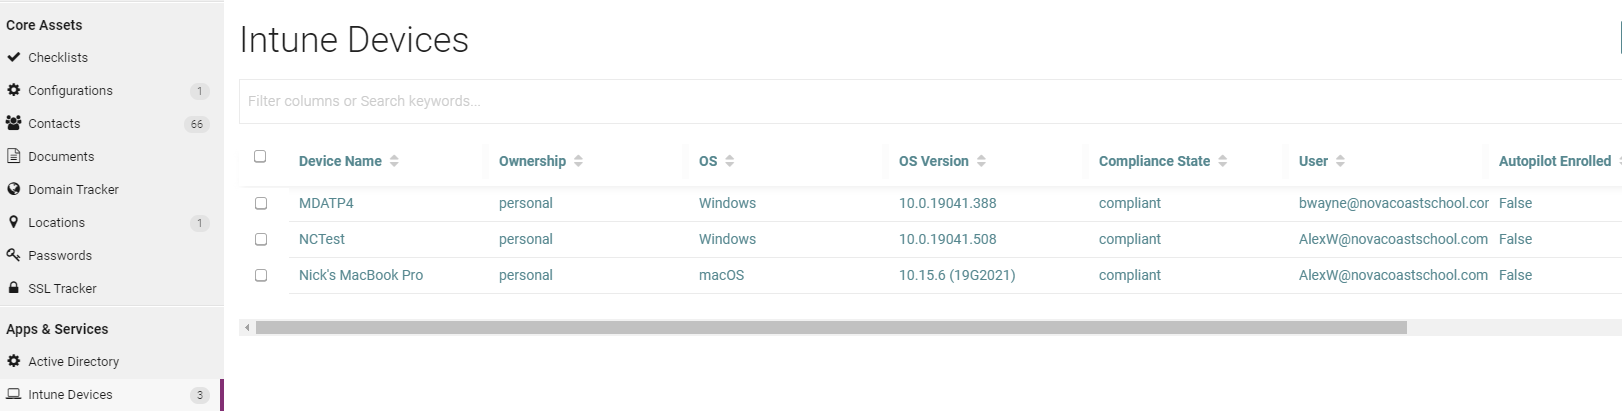 Core Assets
Checklists
Configurations 1
Contacts 66
Documents
Domain Tracker
Locations 1
Passwords
SSL Tracker
Apps & Services
Active Directory
Intune Devices 3
Intune Devices
Filter columns or Search keywords...
Device Name Ownership OS OS Version Compliance State User Autopilot Enrolled
MDATP4 personal Windows 10.0.19041.388 compliant bwayne@novacoastschool.cor False
NCTest personal Windows 10.0.19041.508 compliant AlexW@novacoastschool.com False
Nick's MacBook Pro personal macOS 10.15.6 (19G2021) compliant AlexW@novacoastschool.com False